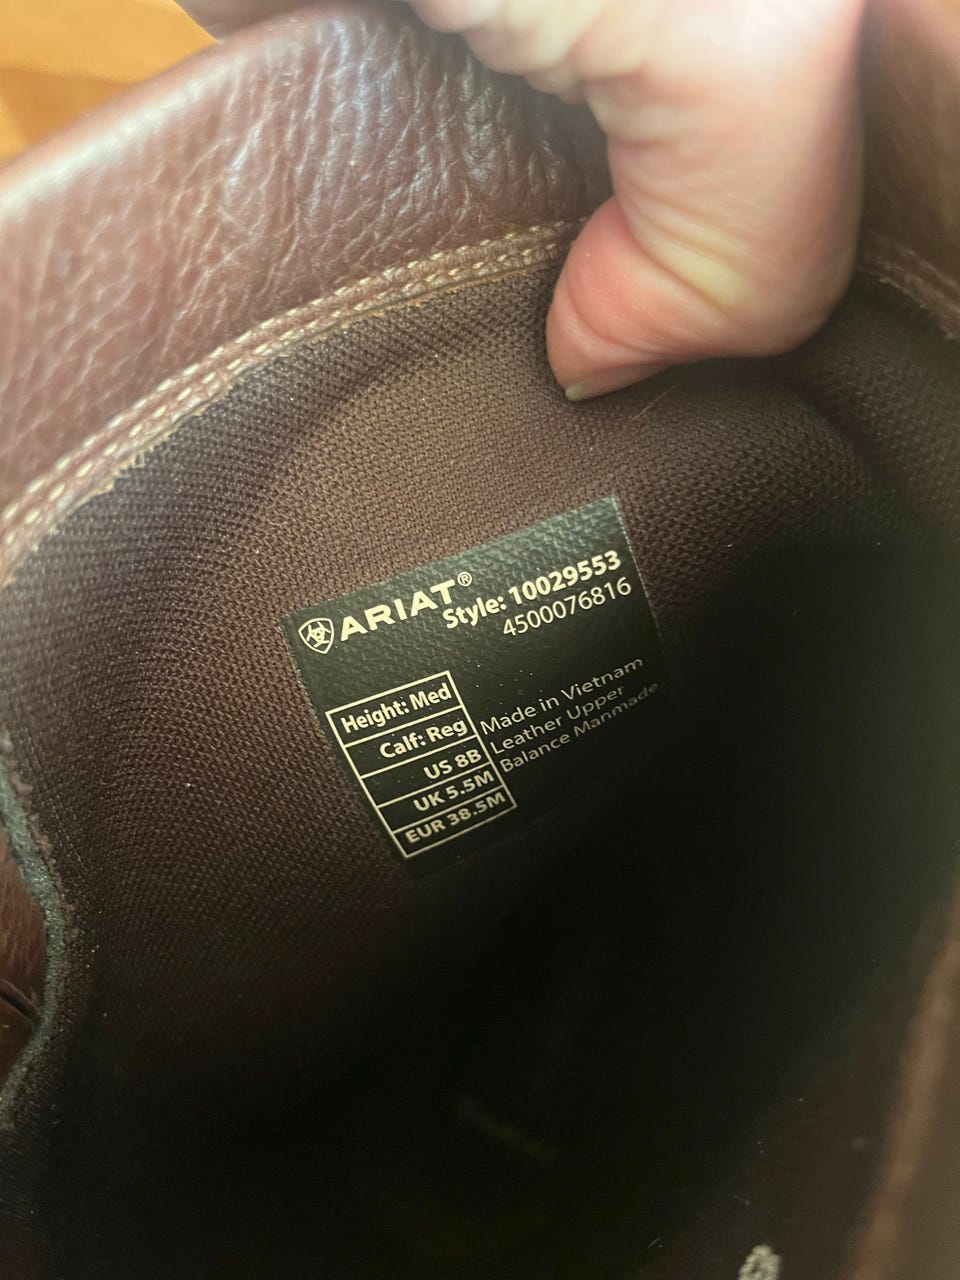 ARIAT®
Style: 10029553
4500076816
Height: Med
Calf: Reg
US 8B
UK 5.5M
EUR 38.5M
Made in Vietnam
Leather Upper
Balance Manmade